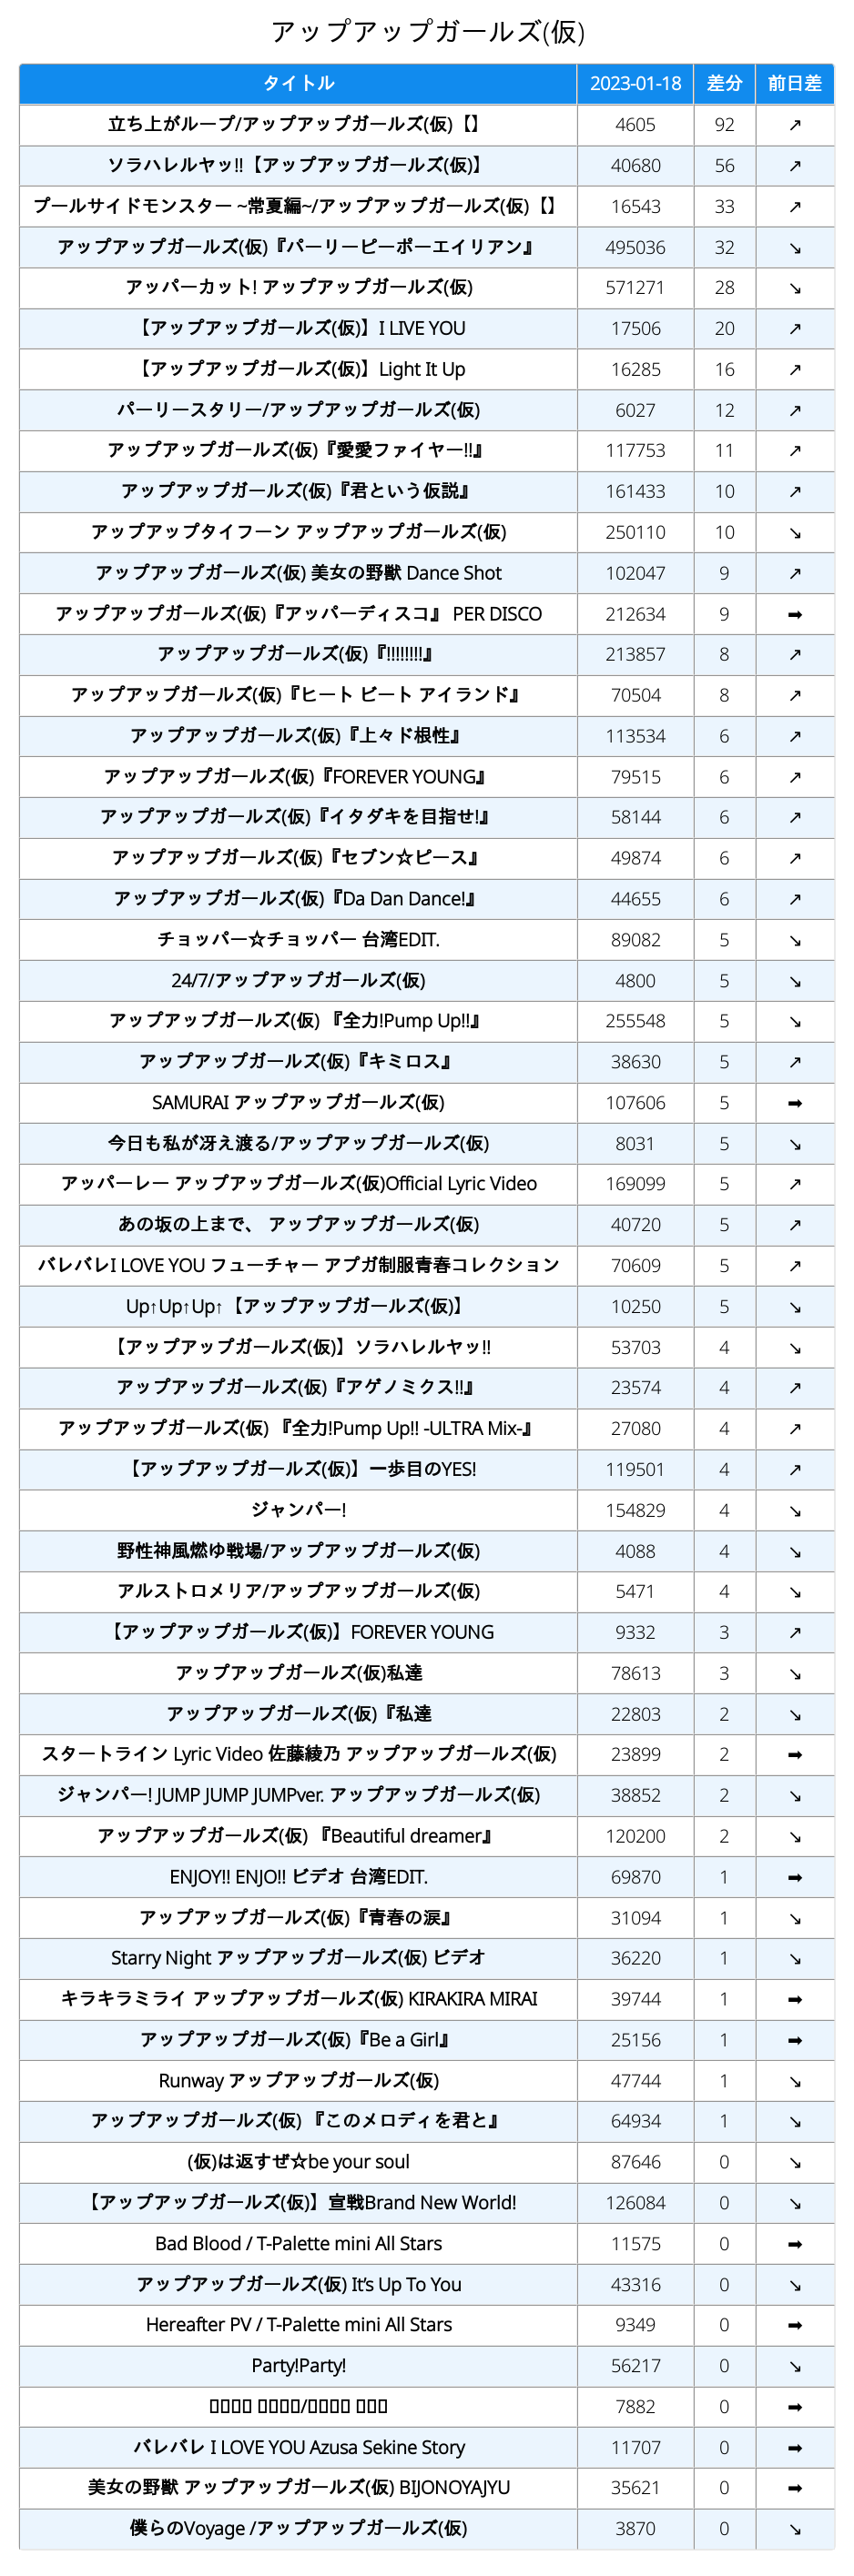 アップアップガールズ(仮)
タイトル 2023-01-18 差分 前日差
立ち上がループ/アップアップガールズ(仮)【】 4605 92 ↗
ソラハレルヤッ!!【アップアップガールズ(仮)】 40680 56 ↗
プールサイドモンスター ~常夏編~/アップアップガールズ(仮)【】 16543 33 ↗
アップアップガールズ(仮)『パーリーピーポーエイリアン』 495036 32 ↘
アッパーカット! アップアップガールズ(仮) 571271 28 ↘
【アップアップガールズ(仮)】I LIVE YOU 17506 20 ↗
【アップアップガールズ(仮)】Light It Up 16285 16 ↗
パーリースタリー/アップアップガールズ(仮) 6027 12 ↗
アップアップガールズ(仮)『愛愛ファイヤー!!』 117753 11 ↗
アップアップガールズ(仮)『君という仮説』 161433 10 ↗
アップアップタイフーン アップアップガールズ(仮) 250110 10 ↘
アップアップガールズ(仮) 美女の野獣 Dance Shot 102047 9 ↗
アップアップガールズ(仮)『アッパーディスコ』 PER DISCO 212634 9 ➡
アップアップガールズ(仮)『!!!!!!!!』 213857 8 ↗
アップアップガールズ(仮)『ヒート ビート アイランド』 70504 8 ↗
アップアップガールズ(仮)『上々ド根性』 113534 6 ↗
アップアップガールズ(仮)『FOREVER YOUNG』 79515 6 ↗
アップアップガールズ(仮)『イタダキを目指せ!』 58144 6 ↗
アップアップガールズ(仮)『セブン☆ピース』 49874 6 ↗
アップアップガールズ(仮)『Da Dan Dance!』 44655 6 ↗
チョッパー☆チョッパー 台湾EDIT. 89082 5 ↘
24/7/アップアップガールズ(仮) 4800 5 ↘
アップアップガールズ(仮) 『全力!Pump Up!!』 255548 5 ↘
アップアップガールズ(仮)『キミロス』 38630 5 ↗
SAMURAI アップアップガールズ(仮) 107606 5 ➡
今日も私が冴え渡る/アップアップガールズ(仮) 8031 5 ↘
アッパーレー アップアップガールズ(仮)Official Lyric Video 169099 5 ↗
あの坂の上まで、 アップアップガールズ(仮) 40720 5 ↗
バレバレI LOVE YOU フューチャー アプガ制服青春コレクション 70609 5 ↗
Up↑Up↑Up↑【アップアップガールズ(仮)】 10250 5 ↘
【アップアップガールズ(仮)】ソラハレルヤッ!! 53703 4 ↘
アップアップガールズ(仮)『アゲノミクス!!』 23574 4 ↗
アップアップガールズ(仮) 『全力!Pump Up!! -ULTRA Mix-』 27080 4 ↗
【アップアップガールズ(仮)】一歩目のYES! 119501 4 ↗
ジャンパー! 154829 4 ↘
野性神風燃ゆ戦場/アップアップガールズ(仮) 4088 4 ↘
アルストロメリア/アップアップガールズ(仮) 5471 4 ↘
【アップアップガールズ(仮)】FOREVER YOUNG 9332 3 ↗
アップアップガールズ(仮)私達 78613 3 ↘
アップアップガールズ(仮)『私達 22803 2 ↘
スタートライン Lyric Video 佐藤綾乃 アップアップガールズ(仮) 23899 2 ➡
ジャンパー! JUMP JUMP JUMPver. アップアップガールズ(仮) 38852 2 ↘
アップアップガールズ(仮) 『Beautiful dreamer』 120200 2 ↘
ENJOY!! ENJO!! ビデオ 台湾EDIT. 69870 1 ➡
アップアップガールズ(仮)『青春の涙』 31094 1 ↘
Starry Night アップアップガールズ(仮) ビデオ 36220 1 ↘
キラキラミライ アップアップガールズ(仮) KIRAKIRA MIRAI 39744 1 ➡
アップアップガールズ(仮)『Be a Girl』 25156 1 ➡
Runway アップアップガールズ(仮) 47744 1 ↘
アップアップガールズ(仮) 『このメロディを君と』 64934 1 ↘
(仮)は返すぜ☆be your soul 87646 0 ↘
【アップアップガールズ(仮)】宣戦Brand New World! 126084 0 ↘
Bad Blood / T-Palette mini All Stars 11575 0 ➡
アップアップガールズ(仮) It's Up To You 43316 0 ↘
Hereafter PV / T-Palette mini All Stars 9349 0 ➡
Party!Party! 56217 0 ↘
7882 0 ➡
バレバレ I LOVE YOU Azusa Sekine Story 11707 0 ➡
美女の野獣 アップアップガールズ(仮) BIJONOYAJYU 35621 0 ➡
僕らのVoyage /アップアップガールズ(仮) 3870 0 ↘